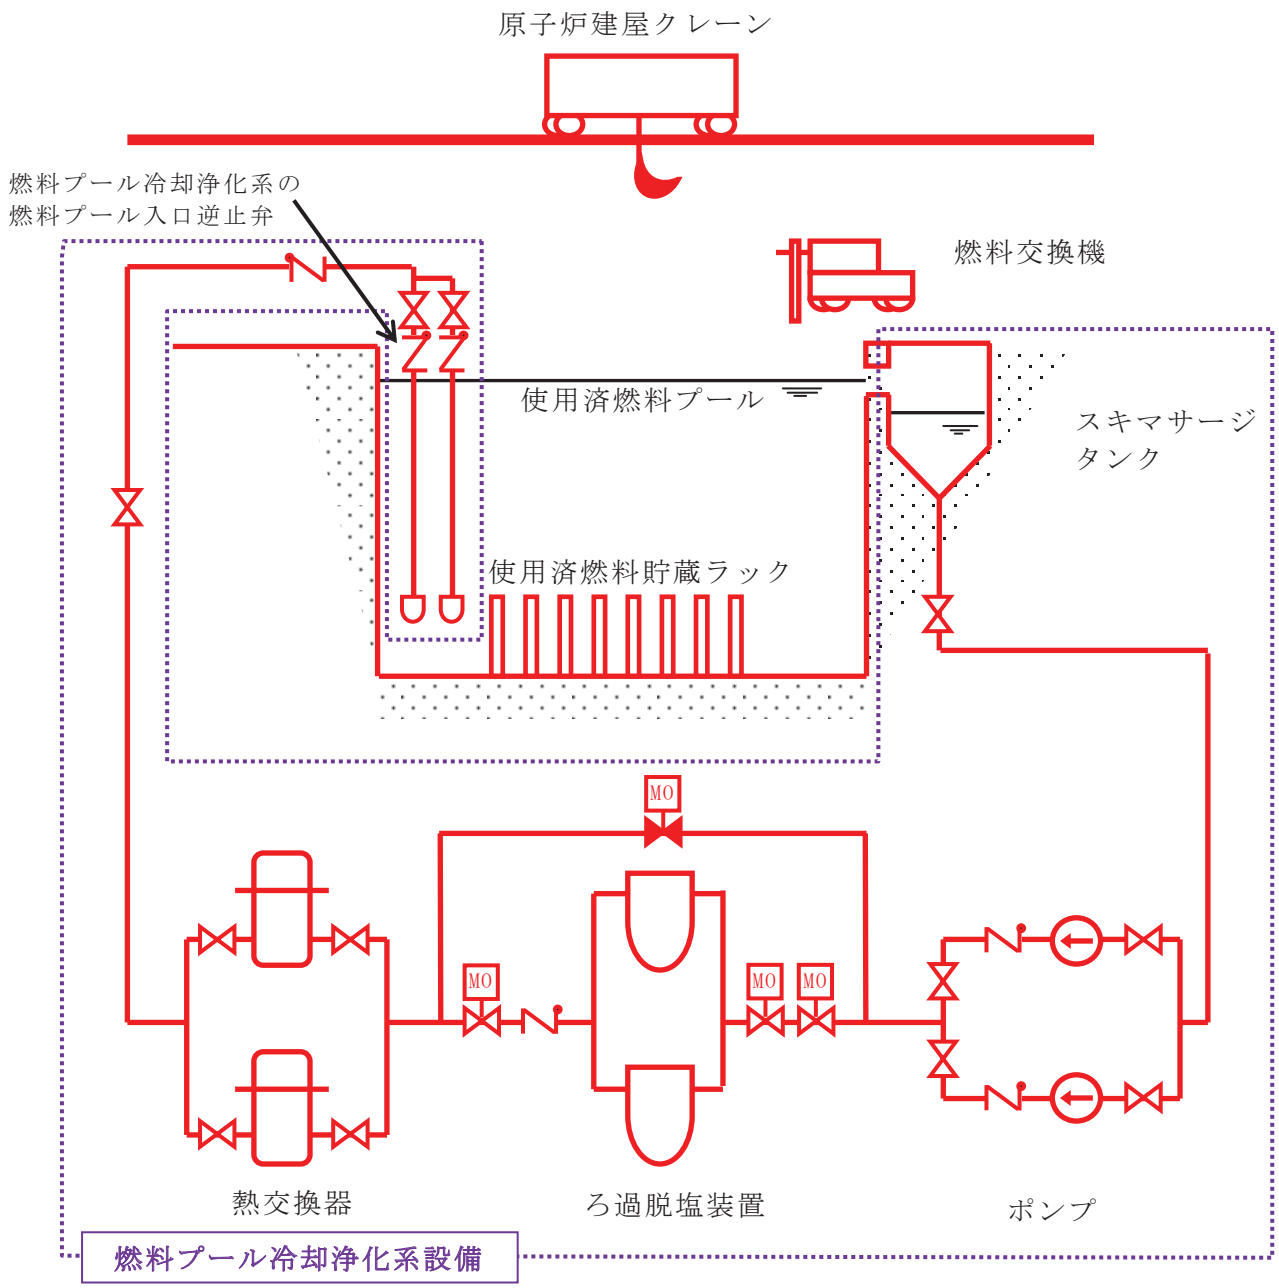 原子炉建屋クレーン
燃料プール冷却浄化系の
燃料プール入口逆止弁
燃料交換機
使用済燃料プール
スキマサージ
タンク
使用済燃料貯蔵ラック
MO
MO
MO
MO
熱交換器
ろ過脱塩装置
ポンプ
燃料プール冷却浄化系設備